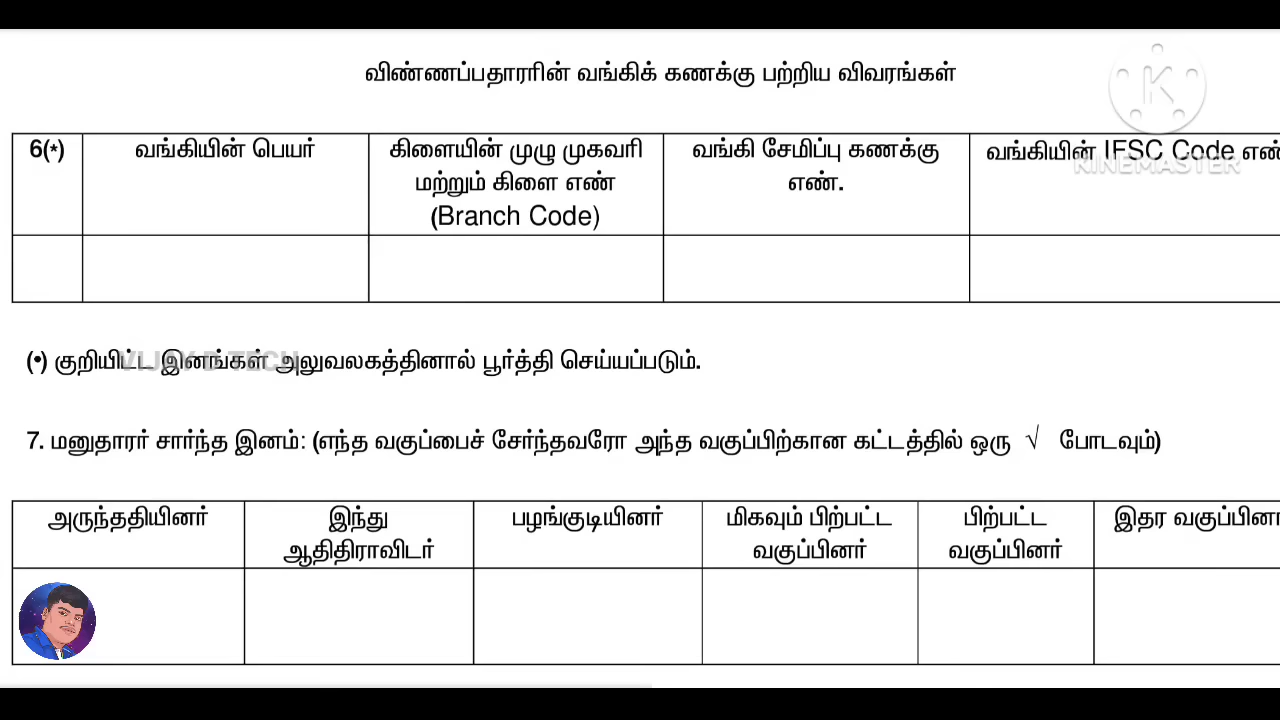 விண்ணப்பதாரரின் வங்கிக் கணக்கு பற்றிய விவரங்கள்
KINEMASTER
6(*) வங்கியின் பெயர் கிளையின் முழு முகவரி வங்கி சேமிப்பு கணக்கு வங்கியின் IFSC Code எண்
மற்றும் கிளை எண் எண்.
(Branch Code)
(*) குறியிட்ட இனங்கள் அலுவலகத்தினால் பூர்த்தி செய்யப்படும்.
VIJAY D TECH
7. மனுதாரர் சார்ந்த இனம்: (எந்த வகுப்பைச் சேர்ந்தவரோ அந்த வகுப்பிற்கான கட்டத்தில் ஒரு √ போடவும்)
அருந்ததியினர் இந்து பழங்குடியினர் மிகவும் பிற்பட்ட பிற்பட்ட இதர
ஆதிதிராவிடர் வகுப்பினர் வகுப்பினர்